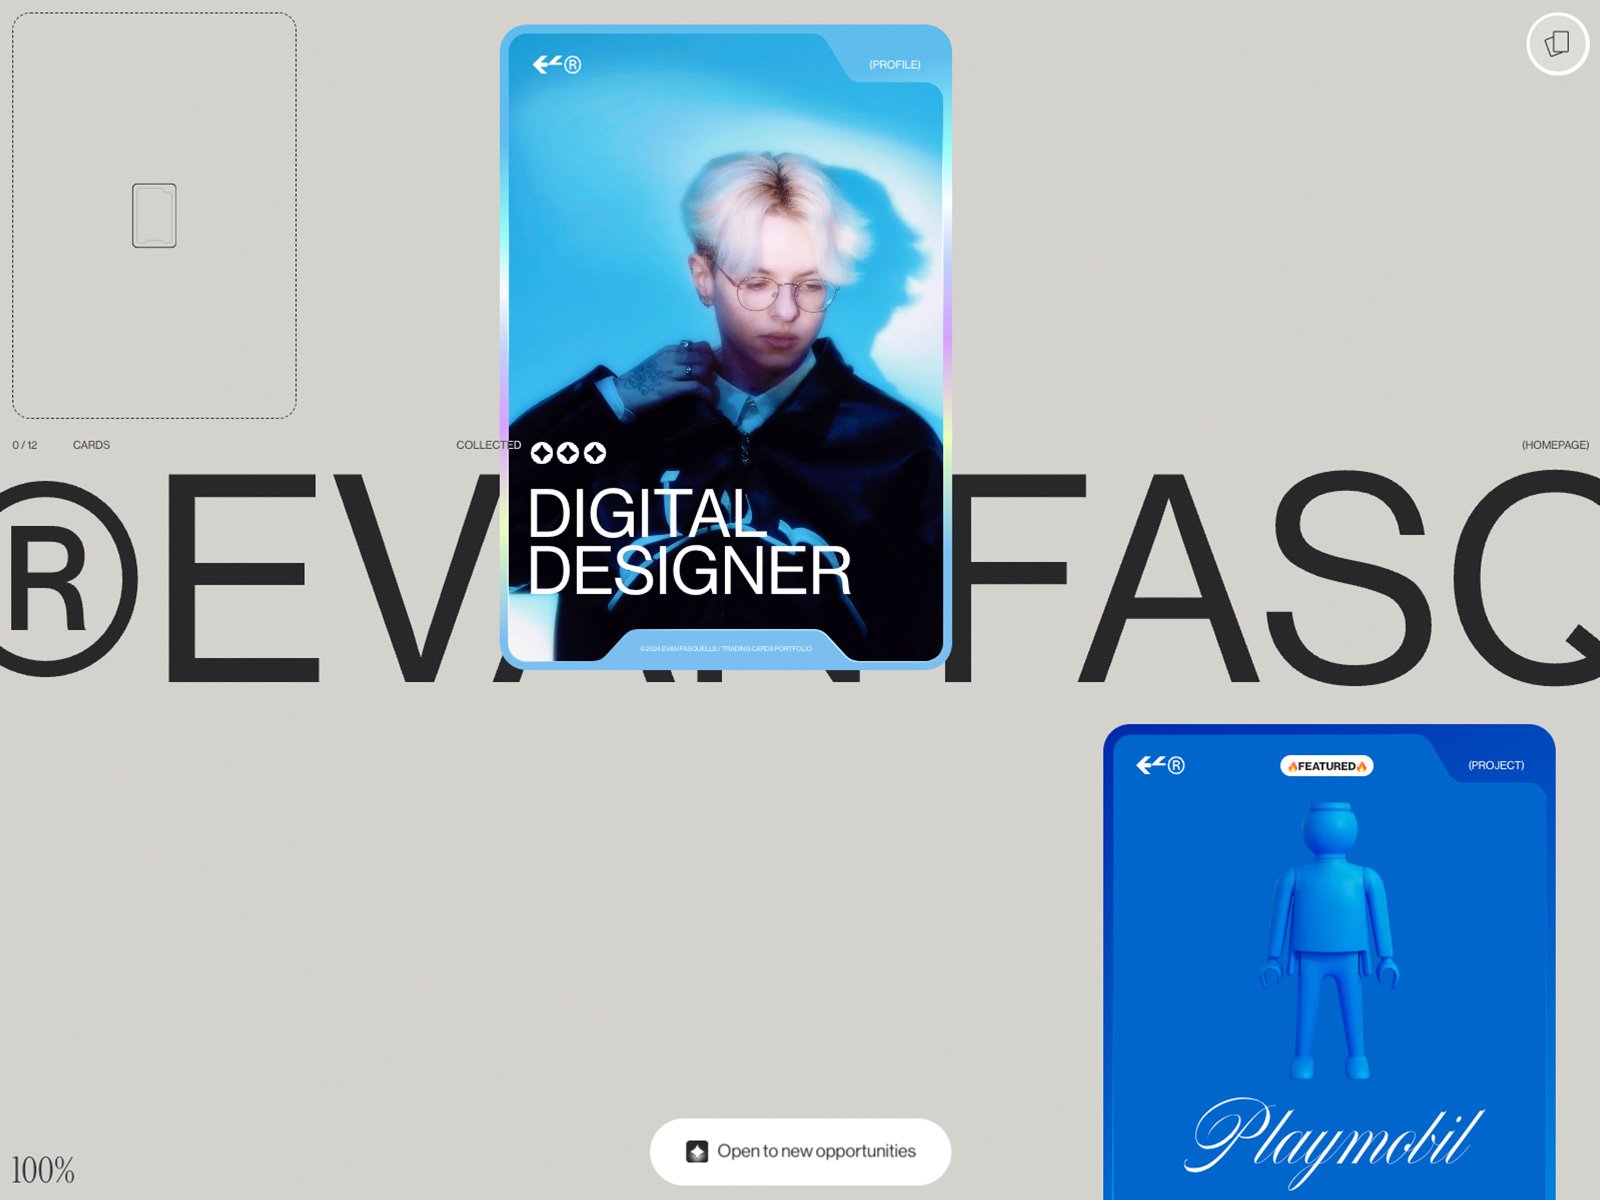 ®
(PROFILE)
0 / 12
CARDS
COLLECTED
(HOMEPAGE)
®EVAN FASQ
DIGITAL
DESIGNER
©2024 EVAN FASQUELLE / TRADING CARDS PORTFOLIO
®
🔥FEATURED🔥
(PROJECT)
Playmobil
Open to new opportunities
100%